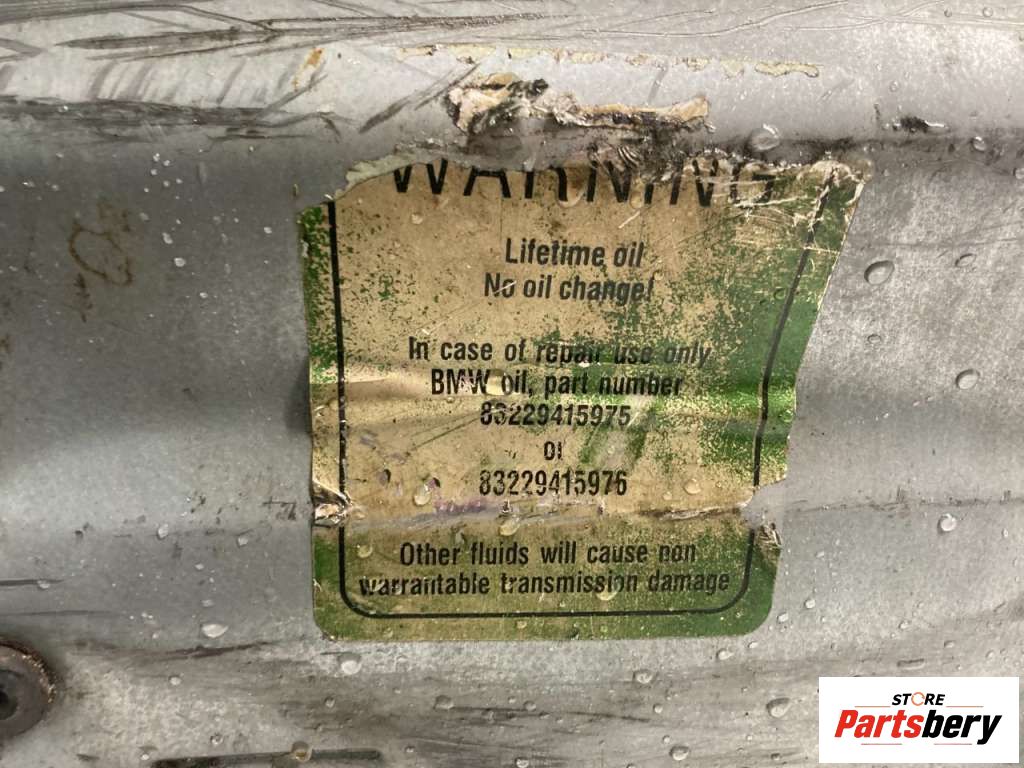 WARNING
Lifetime oil
No oil change!
In case of repair use only
BMW oil, part number
83229415975
or
83229415976
Other fluids will cause non
warrantable transmission damage
STORE
Partsbery